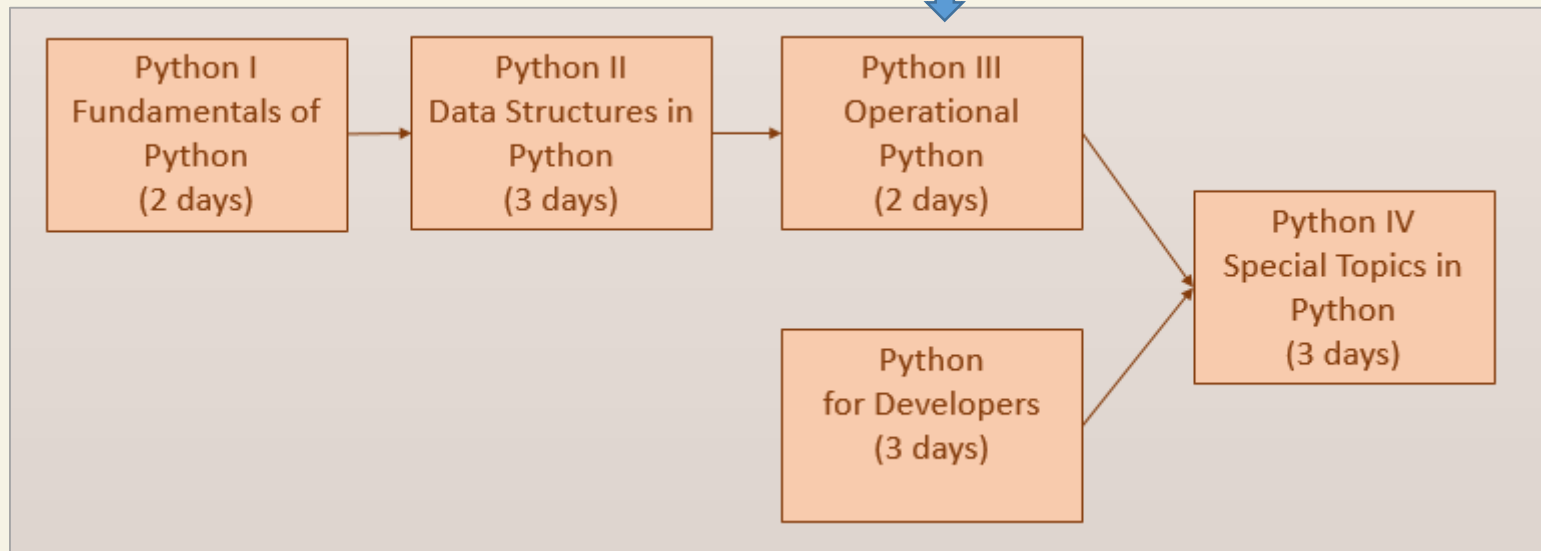 Python I
Fundamentals of
Python
(2 days)
Python II
Data Structures in
Python
(3 days)
Python III
Operational
Python
(2 days)
Python IV
Special Topics in
Python
(3 days)
Python
for Developers
(3 days)